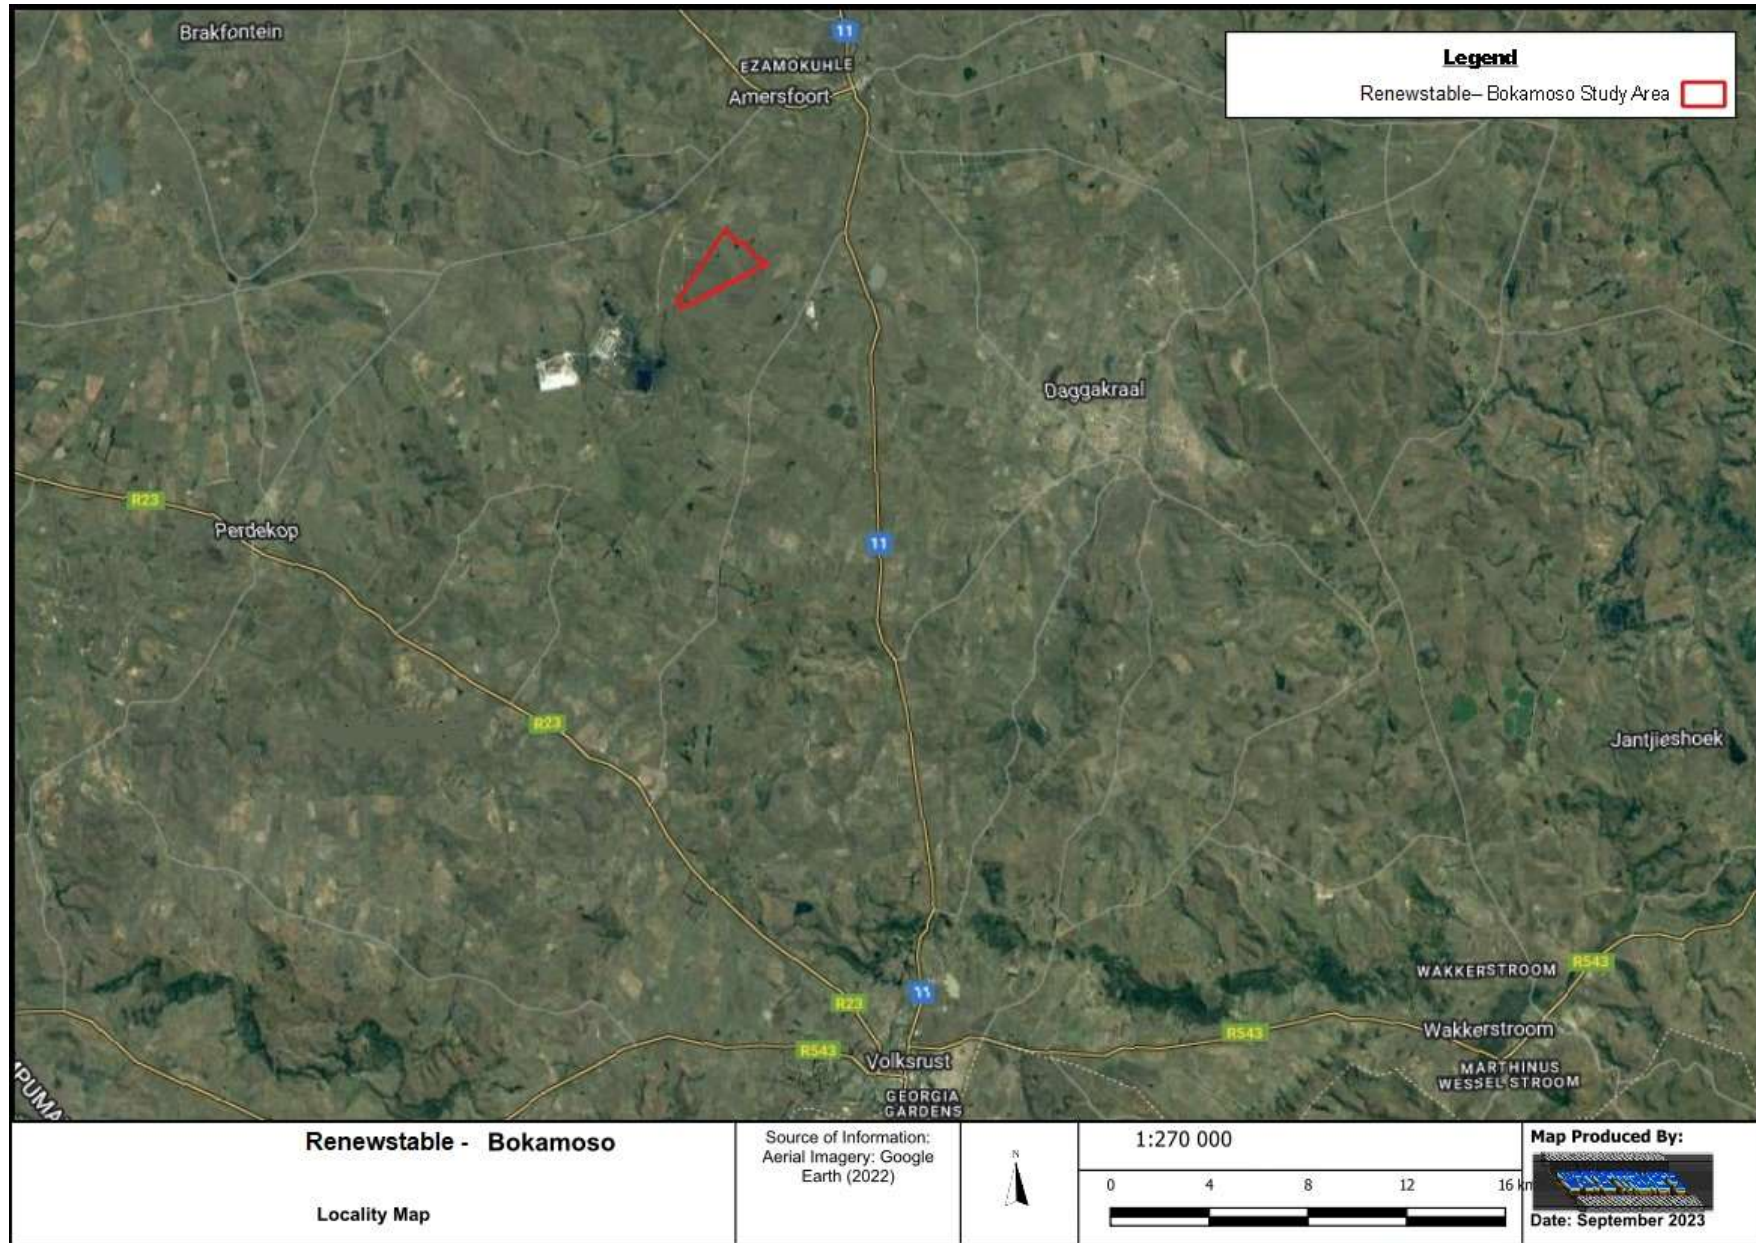 Brakfontein
11
EZAMOKUHLE
Amersfoort
Legend
Renewstable– Bokamoso Study Area
Daggakraal
R23
Perdekop
11
R23
Jantjieshoek
WAKKERSTROOM
R543
11
R23
R543
Wakkerstroom
R543
Volksrust
MARTHINUS
WESSEL STROOM
GEORGIA
GARDENS
Renewstable - Bokamoso
Locality Map
Source of Information:
Aerial Imagery: Google
Earth (2022)
N
1:270 000
0 4 8 12 16 km
Map Produced By:
Date: September 2023